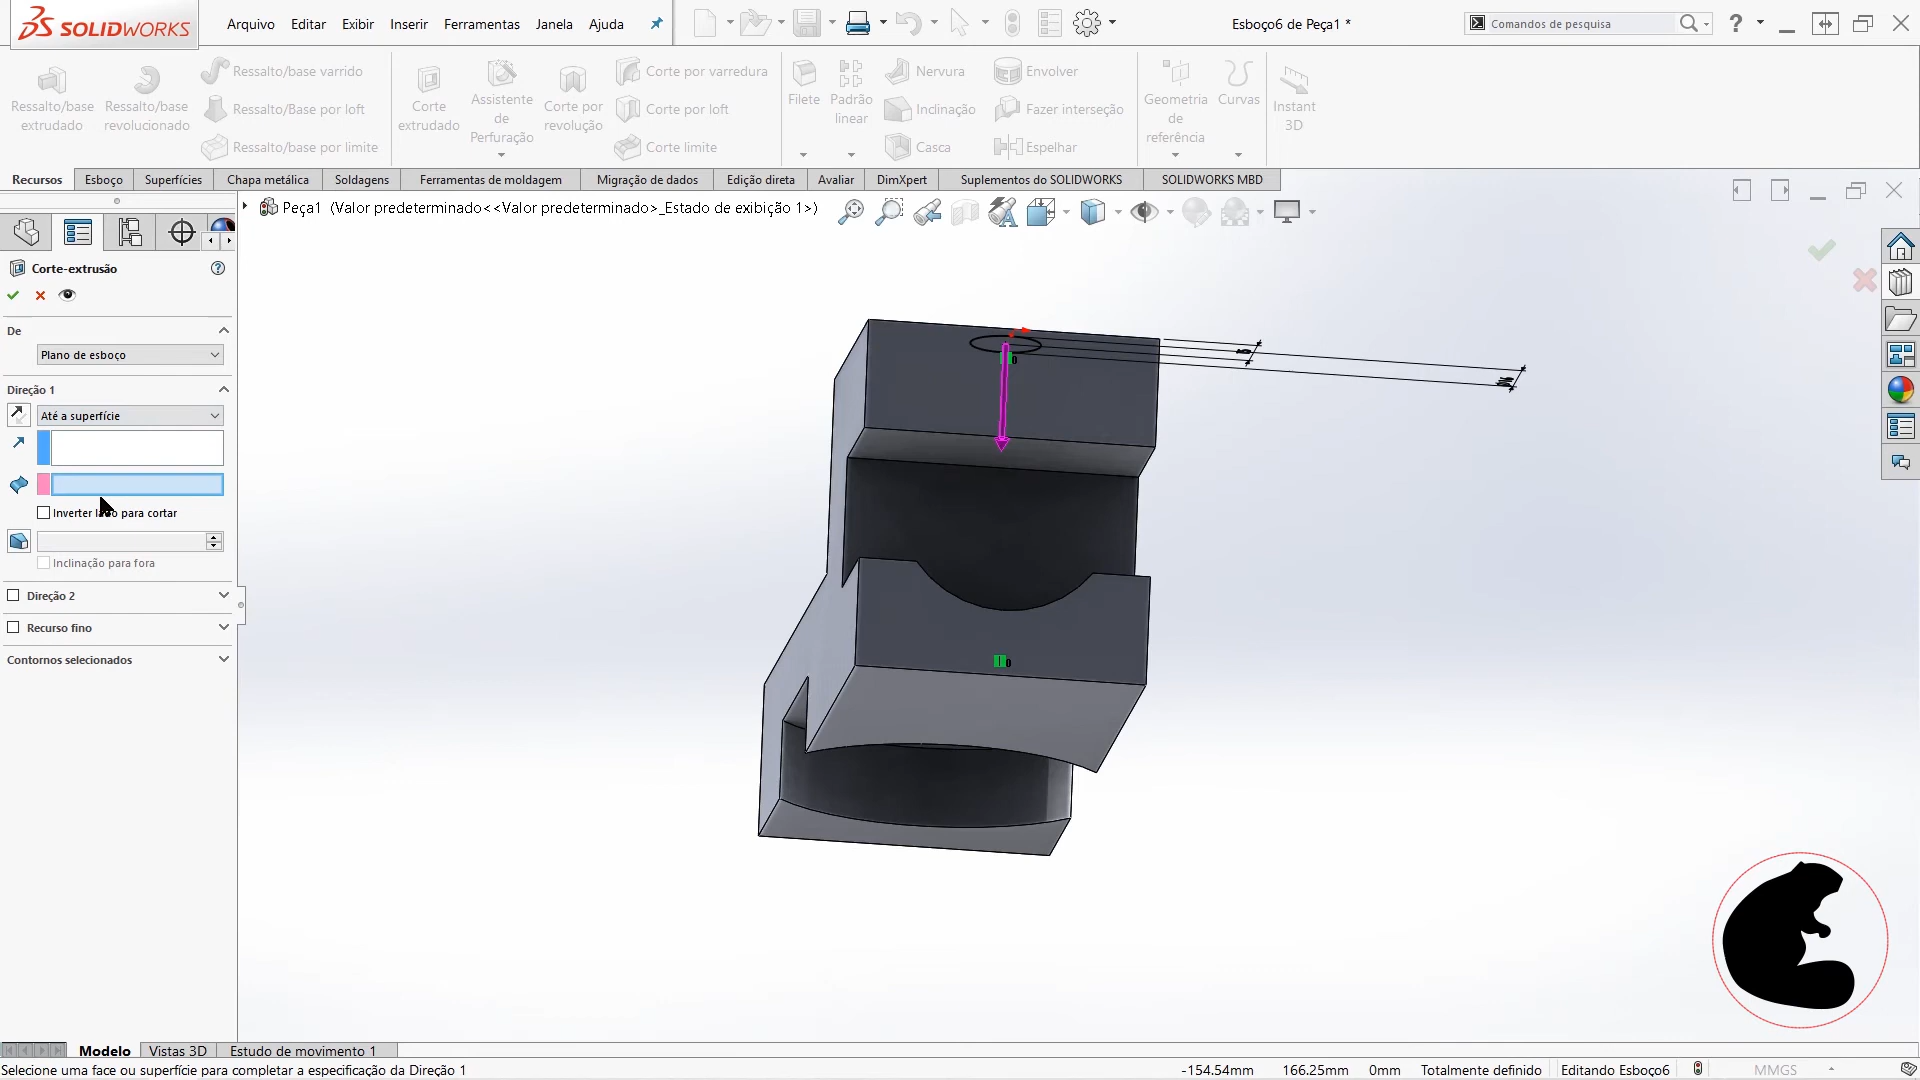 SOLIDWORKS
Arquivo Editar Exibir Inserir Ferramentas Janela Ajuda
Esboço6 de Peça1 *
Comandos de pesquisa
?
Ressalto/base extrudado
Ressalto/base revolucionado
Ressalto/base varrido
Ressalto/Base por loft
Ressalto/base por limite
Corte extrudado
Assistente de Perfuração
Corte por revolução
Corte por varredura
Corte por loft
Corte limite
Filete
Padrão linear
Nervura
Inclinação
Casca
Envolver
Fazer interseção
Espelhar
Geometria de referência
Curvas
Instant 3D
Recursos Esboço Superfícies Chapa metálica Soldagens Ferramentas de moldagem Migração de dados Edição direta Avaliar DimXpert Suplementos do SOLIDWORKS SOLIDWORKS MBD
Peça1 (Valor predeterminado<<Valor predeterminado>_Estado de exibição 1>)
Corte-extrusão
De
Plano de esboço
Direção 1
Até a superfície
Inverter para cortar
Inclinação para fora
Direção 2
Recurso fino
Contornos selecionados
Modelo Vistas 3D Estudo de movimento 1
Selecione uma face ou superfície para completar a especificação da Direção 1
-154.54mm 166.25mm 0mm Totalmente definido Editando Esboço6 MMGS